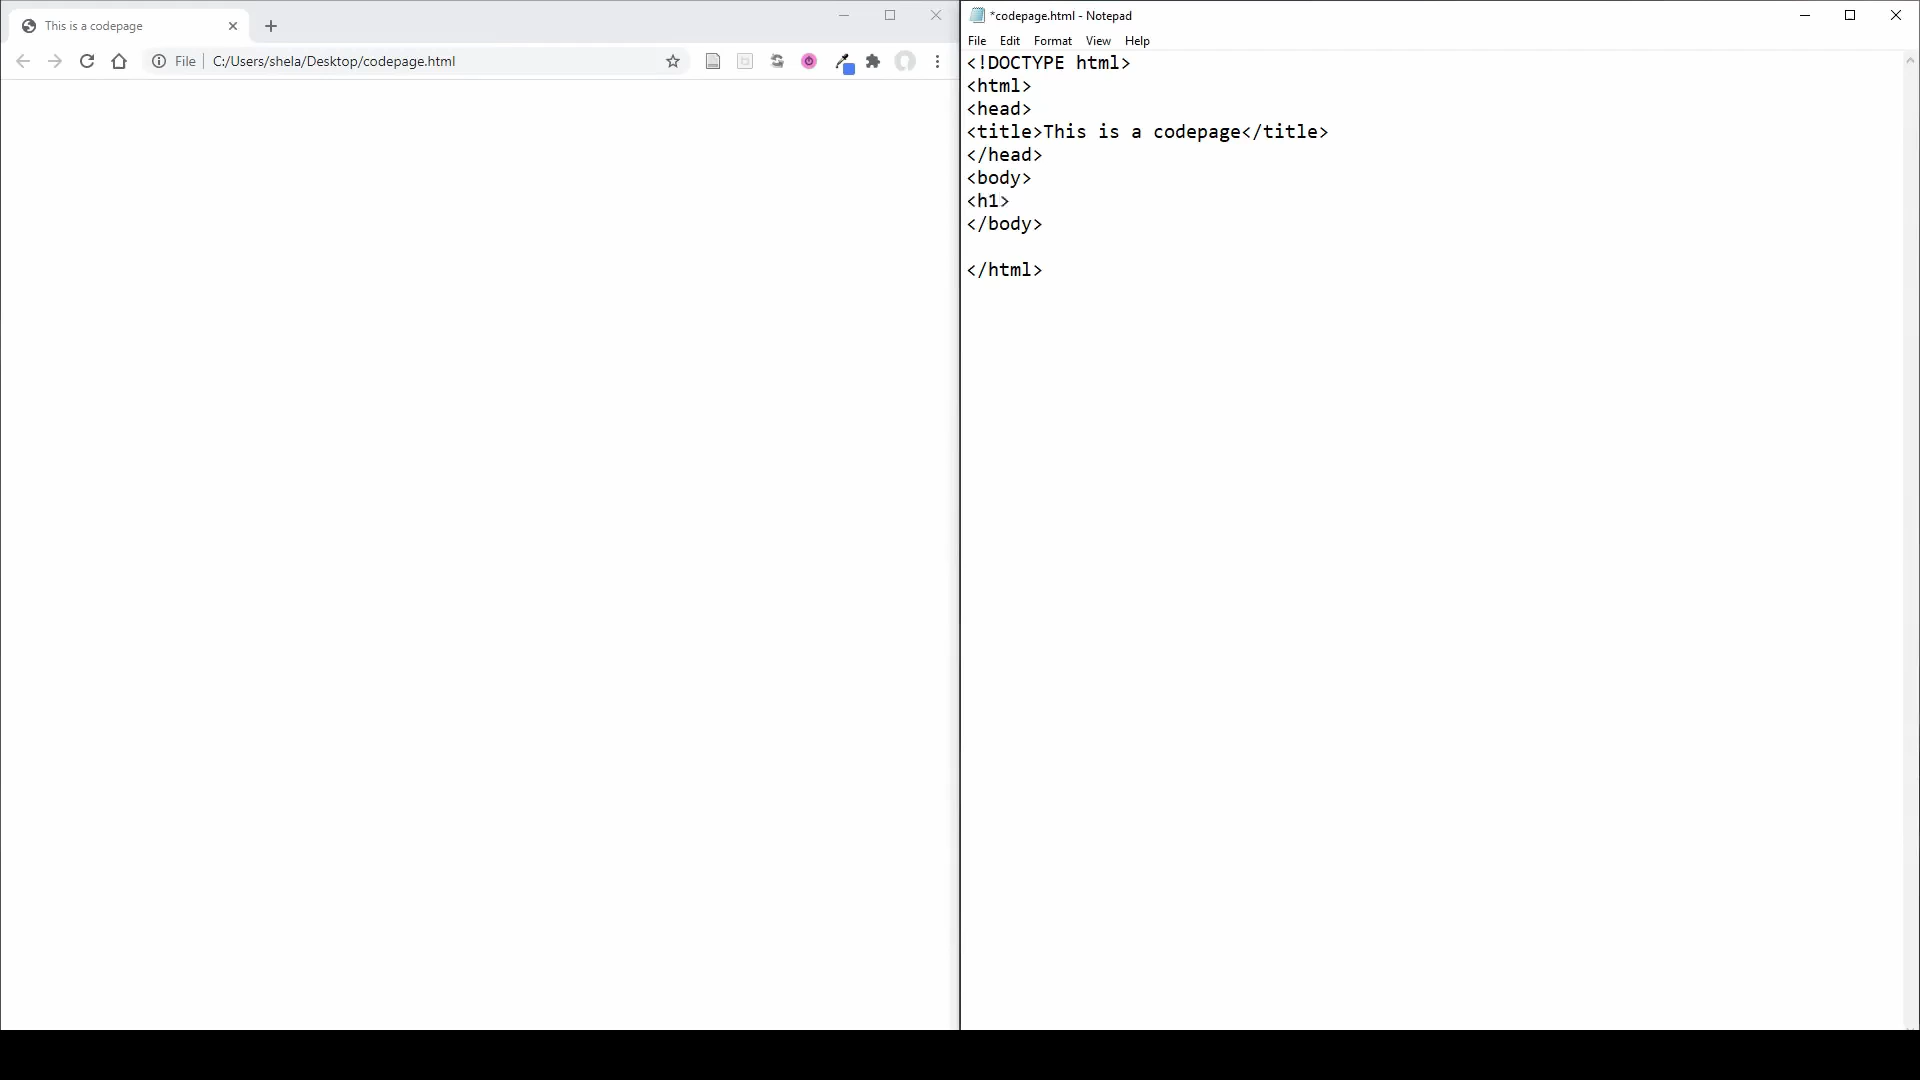 This is a codepage
File
C:/Users/shela/Desktop/codepage.html
*codepage.html - Notepad
File Edit Format View Help
<!DOCTYPE html>
<html>
<head>
<title>This is a codepage</title>
</head>
<body>
<h1>
</body>
</html>